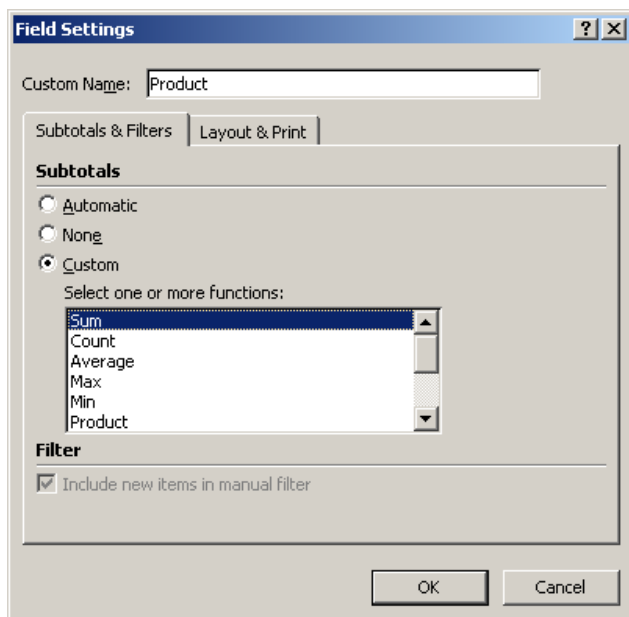 Field Settings
Custom Name: Product
Subtotals & Filters Layout & Print
Subtotals
Automatic
None
Custom
Select one or more functions:
Sum
Count
Average
Max
Min
Product
Filter
Include new items in manual filter
OK Cancel